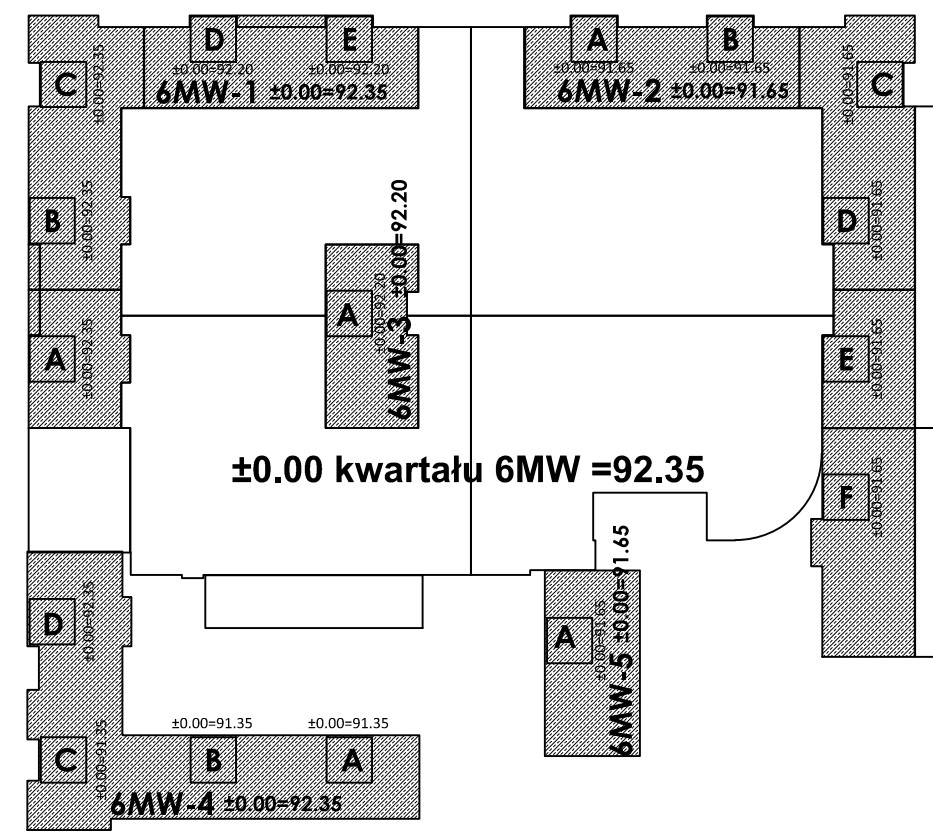 D
E
±0.00=92.20
±0.00=92.20
6MW-1 ±0.00=92.35
C
±0.00=92.35
B
±0.00=92.35
A
±0.00=92.35
A
B
±0.00=91.65
±0.00=91.65
6MW-2 ±0.00=91.65
C
±0.00=91.65
D
±0.00=91.65
E
±0.00=91.65
F
±0.00=91.65
A
±0.00=92.20
6MW-3 ±0.00=92.20
±0.00 kwartału 6MW =92.35
D
±0.00=92.35
C
±0.00=91.35
±0.00=91.35
±0.00=91.35
B
A
6MW-4 ±0.00=92.35
A
±0.00=91.65
6MW-5 ±0.00=91.65